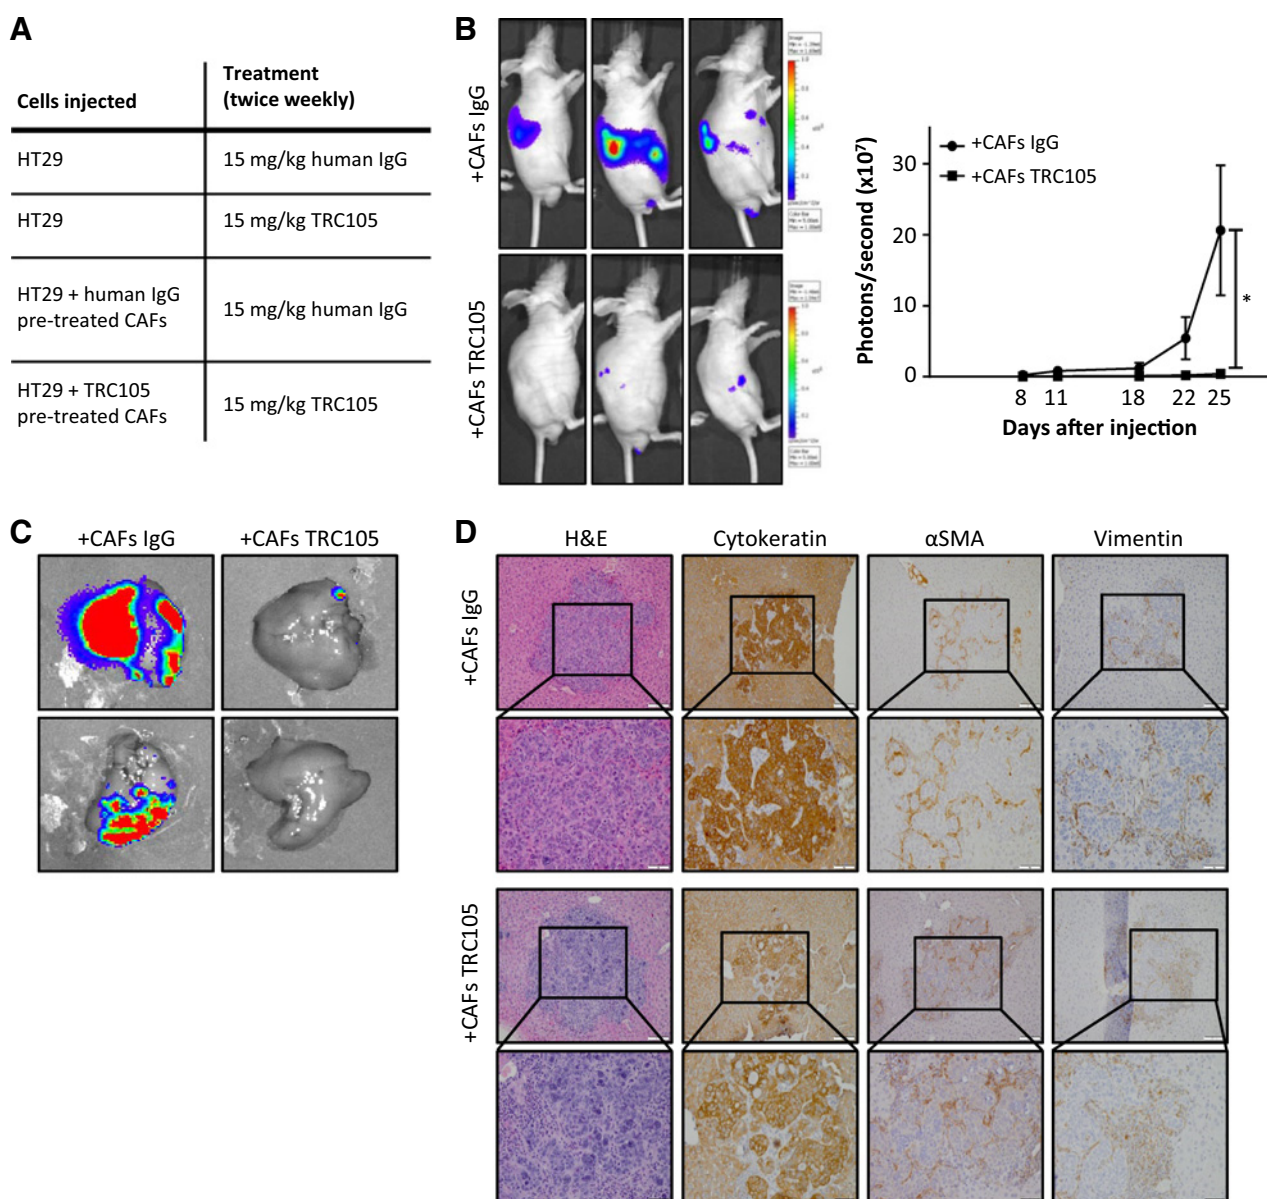 A
Cells injected
Treatment
(twice weekly)
HT29
15 mg/kg human IgG
HT29
15 mg/kg TRC105
HT29 + human IgG
pre-treated CAFs
15 mg/kg human IgG
HT29 + TRC105
pre-treated CAFs
15 mg/kg TRC105
B
+CAFs IgG
+CAFs TRC105
Photons/second (x10⁷)
+CAFs IgG
+CAFs TRC105
30
20
10
0
*
8 11 18 22 25
Days after injection
C
+CAFs IgG
+CAFs TRC105
D
H&E
Cytokeratin
αSMA
Vimentin
+CAFs IgG
+CAFs TRC105